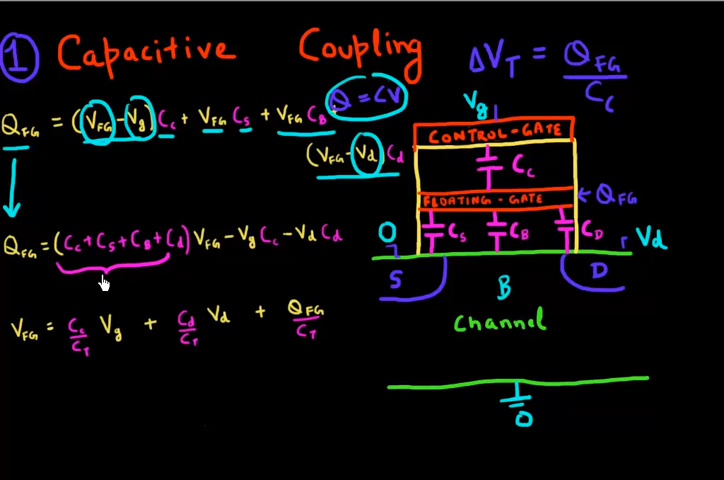 1 Capacitive Coupling
ΔV_T = Q_FG / C_C
Q_FG = (V_FG - V_g) C_c + V_FG C_s + V_FG C_B +
Q = CV
(V_FG - V_d) C_d
V_g
CONTROL-GATE
C_c
FLOATING-GATE
Q_FG
C_S C_B C_D
O
V_d
S B D
Channel
O
Q_FG = (C_c + C_s + C_B + C_d) V_FG - V_g C_c - V_d C_d
V_FG = C_c/C_T V_g + C_d/C_T V_d + Q_FG/C_T